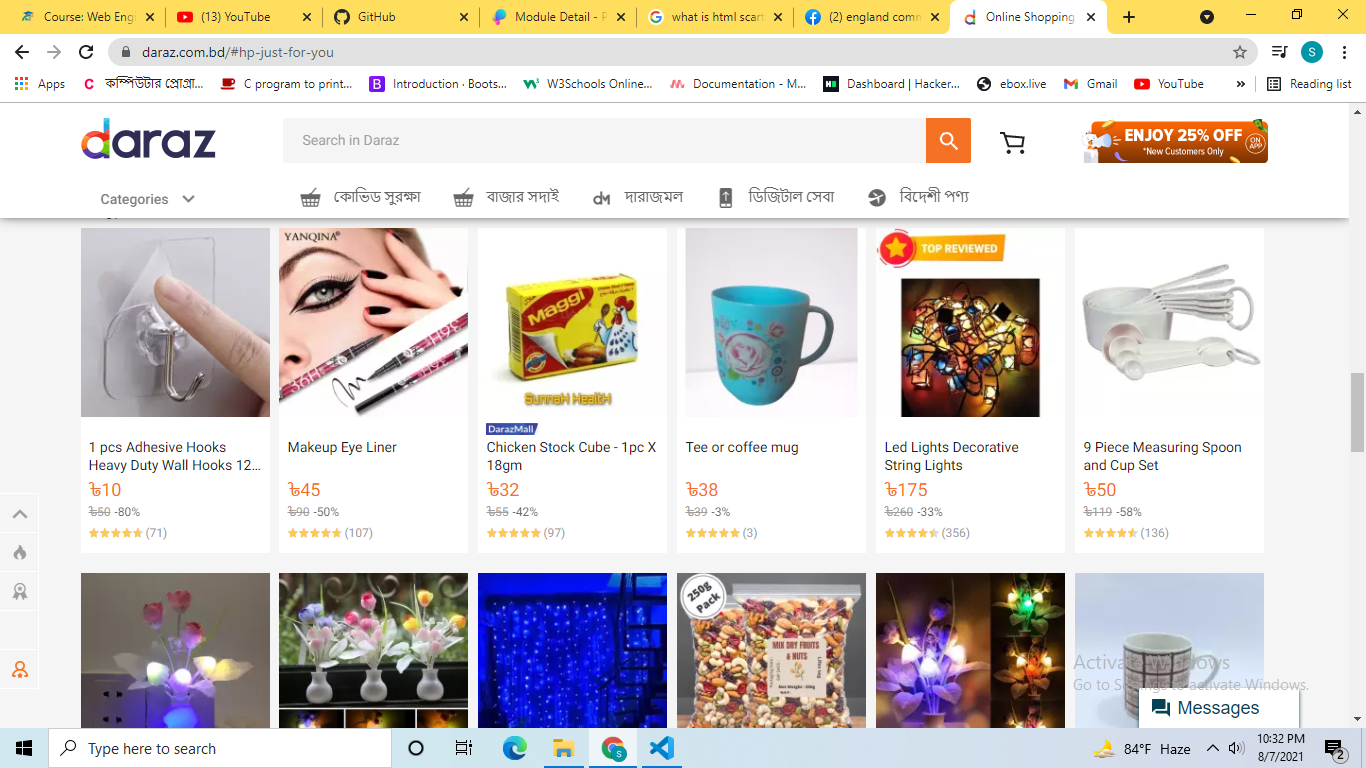 Course: Web Engi
(13) YouTube
GitHub
Module Detail - P
what is html scart
(2) england comm
Online Shopping
daraz.com.bd/#hp-just-for-you
S
Apps
কম্পিউটার প্রোগ্রা...
C program to print...
Introduction · Boots...
W3Schools Online...
Documentation - M...
Dashboard | Hacker...
ebox.live
Gmail
YouTube
»
Reading list
daraz
Search in Daraz
ENJOY 25% OFF
*New Customers Only
ON APP
Categories
কোভিড সুরক্ষা
বাজার সদাই
dm দারাজমল
ডিজিটাল সেবা
বিদেশী পণ্য
YANQINA®
36H
Maggi
SunnaH HealtH
TOP REVIEWED
1 pcs Adhesive Hooks
Heavy Duty Wall Hooks 12...
৳10
৳50 -80%
(71)
Makeup Eye Liner
৳45
৳90 -50%
(107)
DarazMall
Chicken Stock Cube - 1pc X
18gm
৳32
৳55 -42%
(97)
Tee or coffee mug
৳38
৳39 -3%
(3)
Led Lights Decorative
String Lights
৳175
৳260 -33%
(356)
9 Piece Measuring Spoon
and Cup Set
৳50
৳119 -58%
(136)
250g
Pack
MIX DRY FRUITS
& NUTS
Activate Windows
Go to Settings to activate Windows.
Messages
Type here to search
S
84°F Haze
10:32 PM
8/7/2021
2